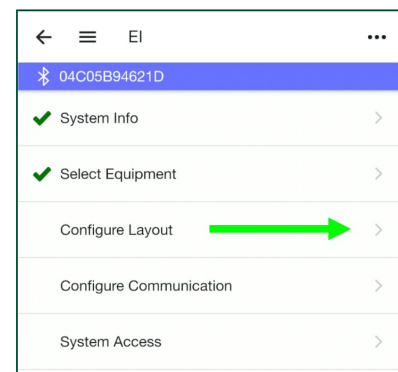 EI
04C05B94621D
System Info
Select Equipment
Configure Layout
Configure Communication
System Access